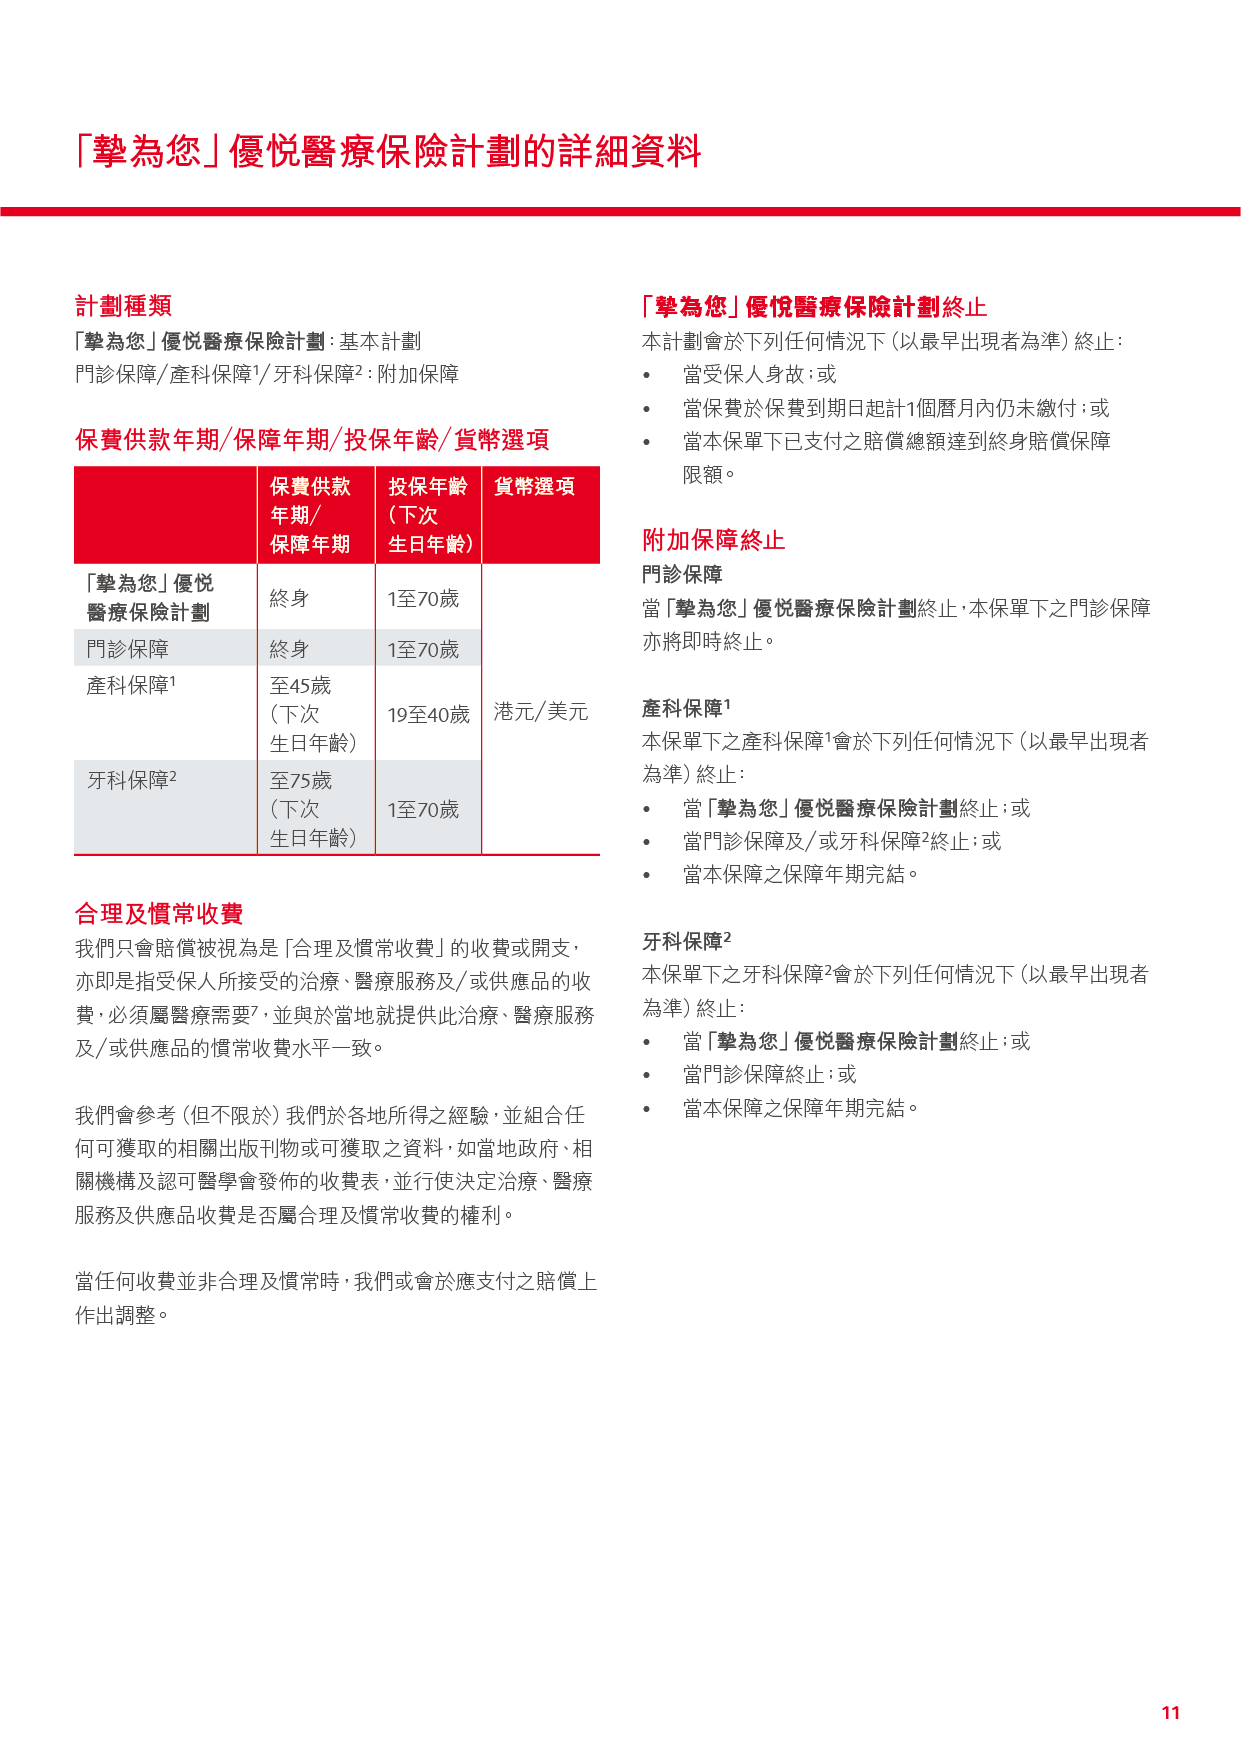 「摯為您」優悦醫療保險計劃的詳細資料
計劃種類
「摯為您」優悦醫療保險計劃：基本計劃
門診保障/產科保障1/牙科保障2：附加保障
保費供款年期/保障年期/投保年齡/貨幣選項
保費供款
年期/
保障年期
投保年齡
（下次
生日年齡）
貨幣選項
「摯為您」優悦
醫療保險計劃
終身
1至70歲
門診保障
終身
1至70歲
產科保障1
至45歲
（下次
生日年齡）
19至40歲
港元/美元
牙科保障2
至75歲
（下次
生日年齡）
1至70歲
合理及慣常收費
我們只會賠償被視為是「合理及慣常收費」的收費或開支，
亦即是指受保人所接受的治療、醫療服務及/或供應品的收
費，必須屬醫療需要7，並與於當地就提供此治療、醫療服務
及/或供應品的慣常收費水平一致。
我們會參考（但不限於）我們於各地所得之經驗，並組合任
何可獲取的相關出版刊物或可獲取之資料，如當地政府、相
關機構及認可醫學會發佈的收費表，並行使決定治療、醫療
服務及供應品收費是否屬合理及慣常收費的權利。
當任何收費並非合理及慣常時，我們或會於應支付之賠償上
作出調整。
「摯為您」優悅醫療保險計劃終止
本計劃會於下列任何情況下（以最早出現者為準）終止：
• 當受保人身故；或
• 當保費於保費到期日起計1個曆月內仍未繳付；或
• 當本保單下已支付之賠償總額達到終身賠償保障
限額。
附加保障終止
門診保障
當「摯為您」優悦醫療保險計劃終止，本保單下之門診保障
亦將即時終止。
產科保障1
本保單下之產科保障1會於下列任何情況下（以最早出現者
為準）終止：
• 當「摯為您」優悦醫療保險計劃終止；或
• 當門診保障及/或牙科保障2終止；或
• 當本保障之保障年期完結。
牙科保障2
本保單下之牙科保障2會於下列任何情況下（以最早出現者
為準）終止：
• 當「摯為您」優悦醫療保險計劃終止；或
• 當門診保障終止；或
• 當本保障之保障年期完結。
11